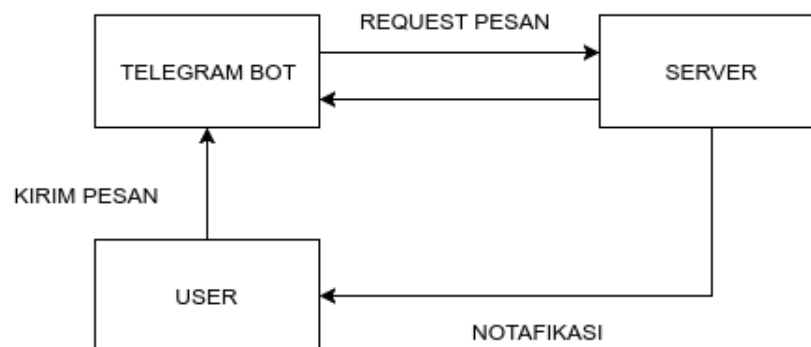 REQUEST PESAN
TELEGRAM BOT
SERVER
KIRIM PESAN
USER
NOTAFIKASI